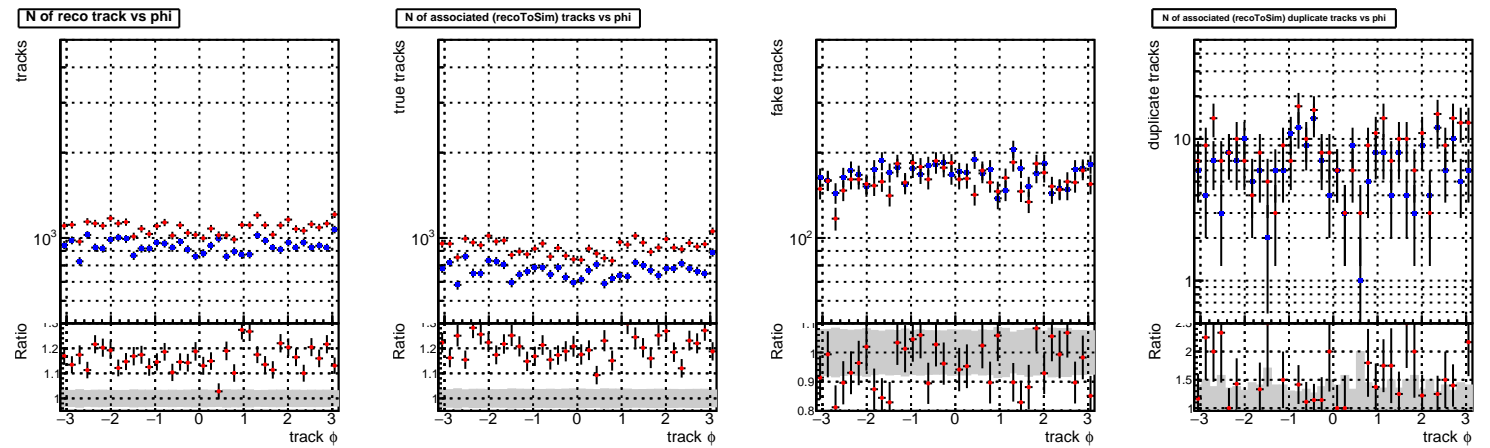 N of reco track vs phi
tracks
10³
Ratio
1.3
1.2
1.1
1
−3 −2 −1 0 1 2 3
track ϕ
N of associated (recoToSim) tracks vs phi
true tracks
10³
Ratio
1.3
1.2
1.1
1
−3 −2 −1 0 1 2 3
track ϕ
fake tracks
10²
Ratio
1.1
1
0.9
0.8
−3 −2 −1 0 1 2 3
track ϕ
N of associated (recoToSim) duplicate tracks vs phi
duplicate tracks
10
1
Ratio
2.5
2
1.5
1
−3 −2 −1 0 1 2 3
track ϕ